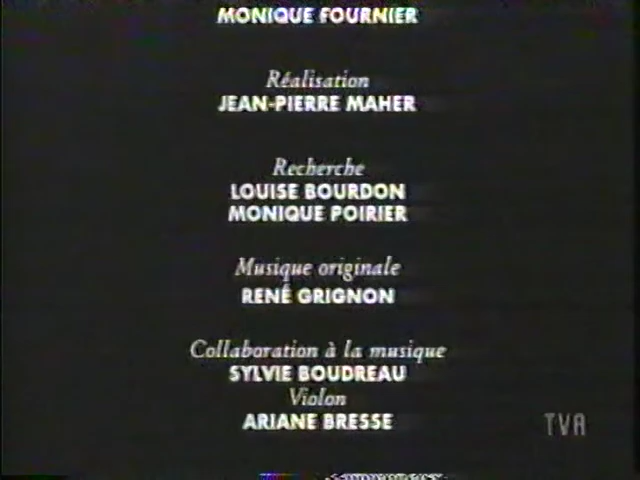 MONIQUE FOURNIER
Réalisation
JEAN-PIERRE MAHER
Recherche
LOUISE BOURDON
MONIQUE POIRIER
Musique originale
RENÉ GRIGNON
Collaboration à la musique
SYLVIE BOUDREAU
Violon
ARIANE BRESSE
TVA